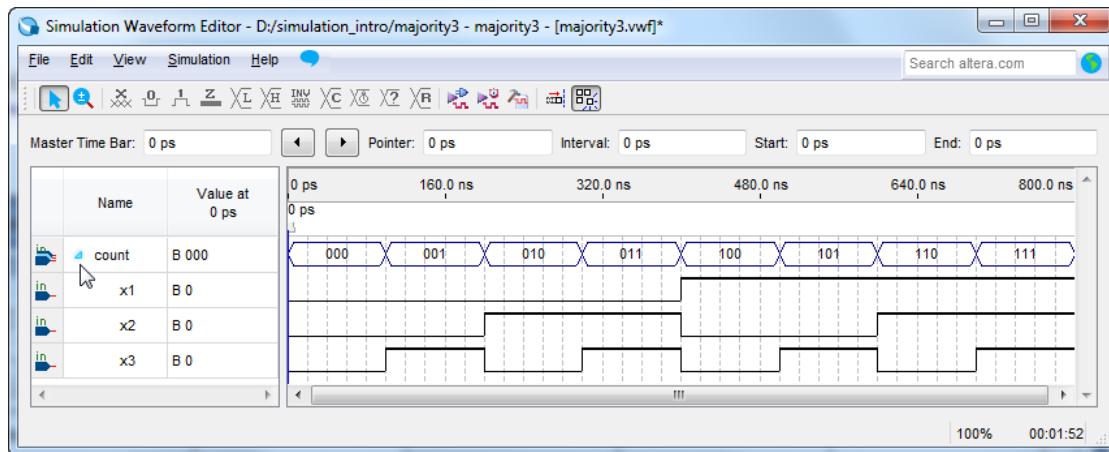 Simulation Waveform Editor - D:/simulation_intro/majority3 - majority3 - [majority3.vwf]*
File Edit View Simulation Help
Search altera.com
Master Time Bar: 0 ps Pointer: 0 ps Interval: 0 ps Start: 0 ps End: 0 ps
Name Value at 0 ps
0 ps 160.0 ns 320.0 ns 480.0 ns 640.0 ns 800.0 ns
0 ps
in count B 000 000 001 010 011 100 101 110 111
in x1 B 0
in x2 B 0
in x3 B 0
100% 00:01:52